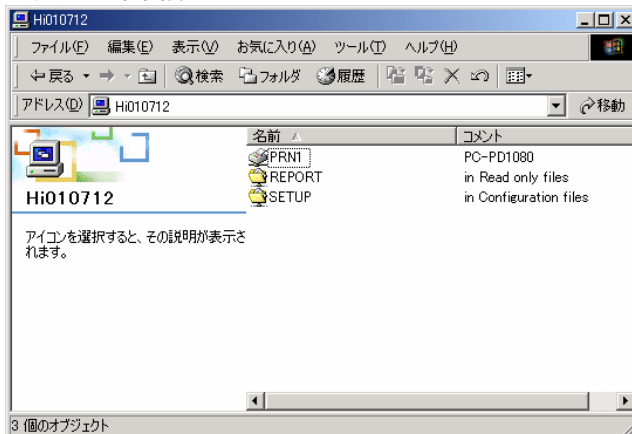 Hi010712
ファイル(F) 編集(E) 表示(V) お気に入り(A) ツール(T) ヘルプ(H)
戻る 検索 フォルダ 履歴
アドレス(D) Hi010712 移動
名前 コメント
PRN1 PC-PD1080
REPORT in Read only files
SETUP in Configuration files
Hi010712
アイコンを選択すると、その説明が表示さ
れます。
3 個のオブジェクト